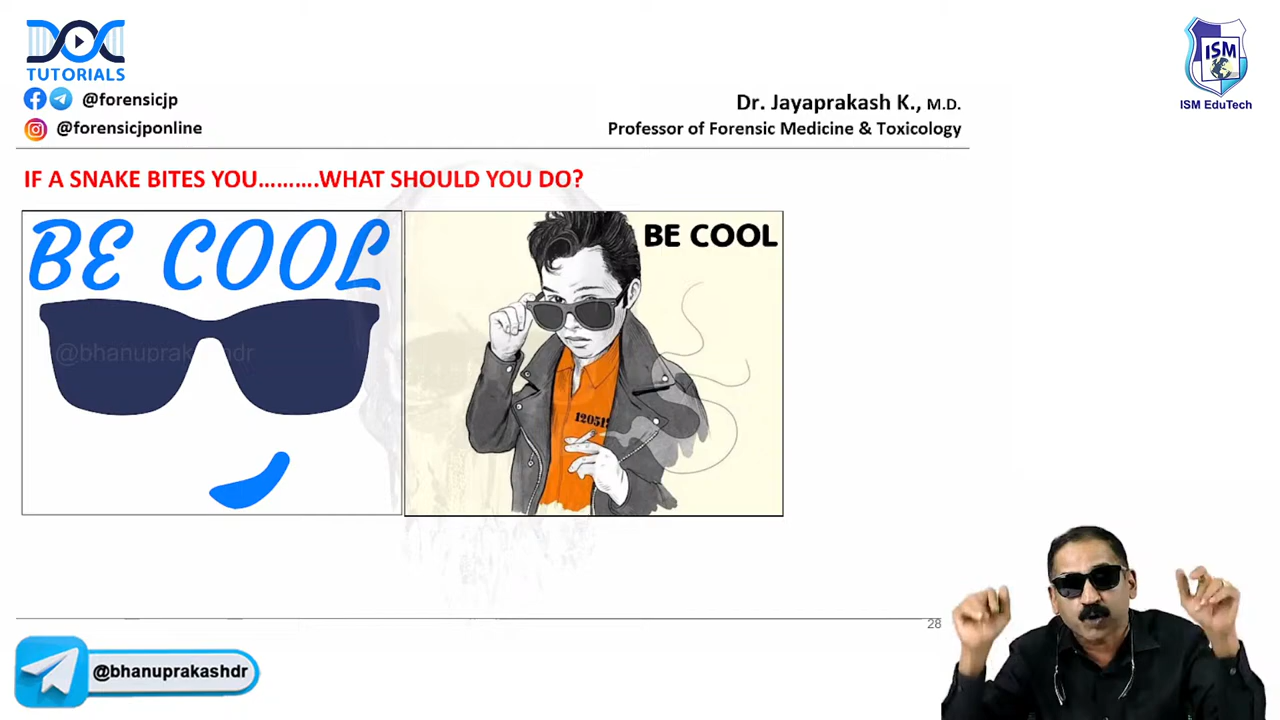 DOC
TUTORIALS
@forensicjp
@forensicjponline
Dr. Jayaprakash K., M.D.
Professor of Forensic Medicine & Toxicology
ISM
ISM EduTech
IF A SNAKE BITES YOU..........WHAT SHOULD YOU DO?
BE COOL
@bhanuprakashdr
BE COOL
28
@bhanuprakashdr